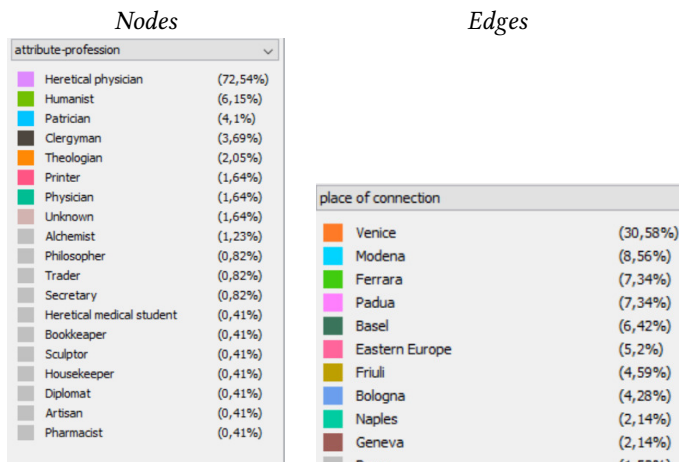 Nodes
Edges
attribute-profession
Heretical physician (72,54%)
Humanist (6,15%)
Patrician (4,1%)
Clergyman (3,69%)
Theologian (2,05%)
Printer (1,64%)
Physician (1,64%)
Unknown (1,64%)
Alchemist (1,23%)
Philosopher (0,82%)
Trader (0,82%)
Secretary (0,82%)
Heretical medical student (0,41%)
Bookkeaper (0,41%)
Sculptor (0,41%)
Housekeeper (0,41%)
Diplomat (0,41%)
Artisan (0,41%)
Pharmacist (0,41%)
place of connection
Venice (30,58%)
Modena (8,56%)
Ferrara (7,34%)
Padua (7,34%)
Basel (6,42%)
Eastern Europe (5,2%)
Friuli (4,59%)
Bologna (4,28%)
Naples (2,14%)
Geneva (2,14%)